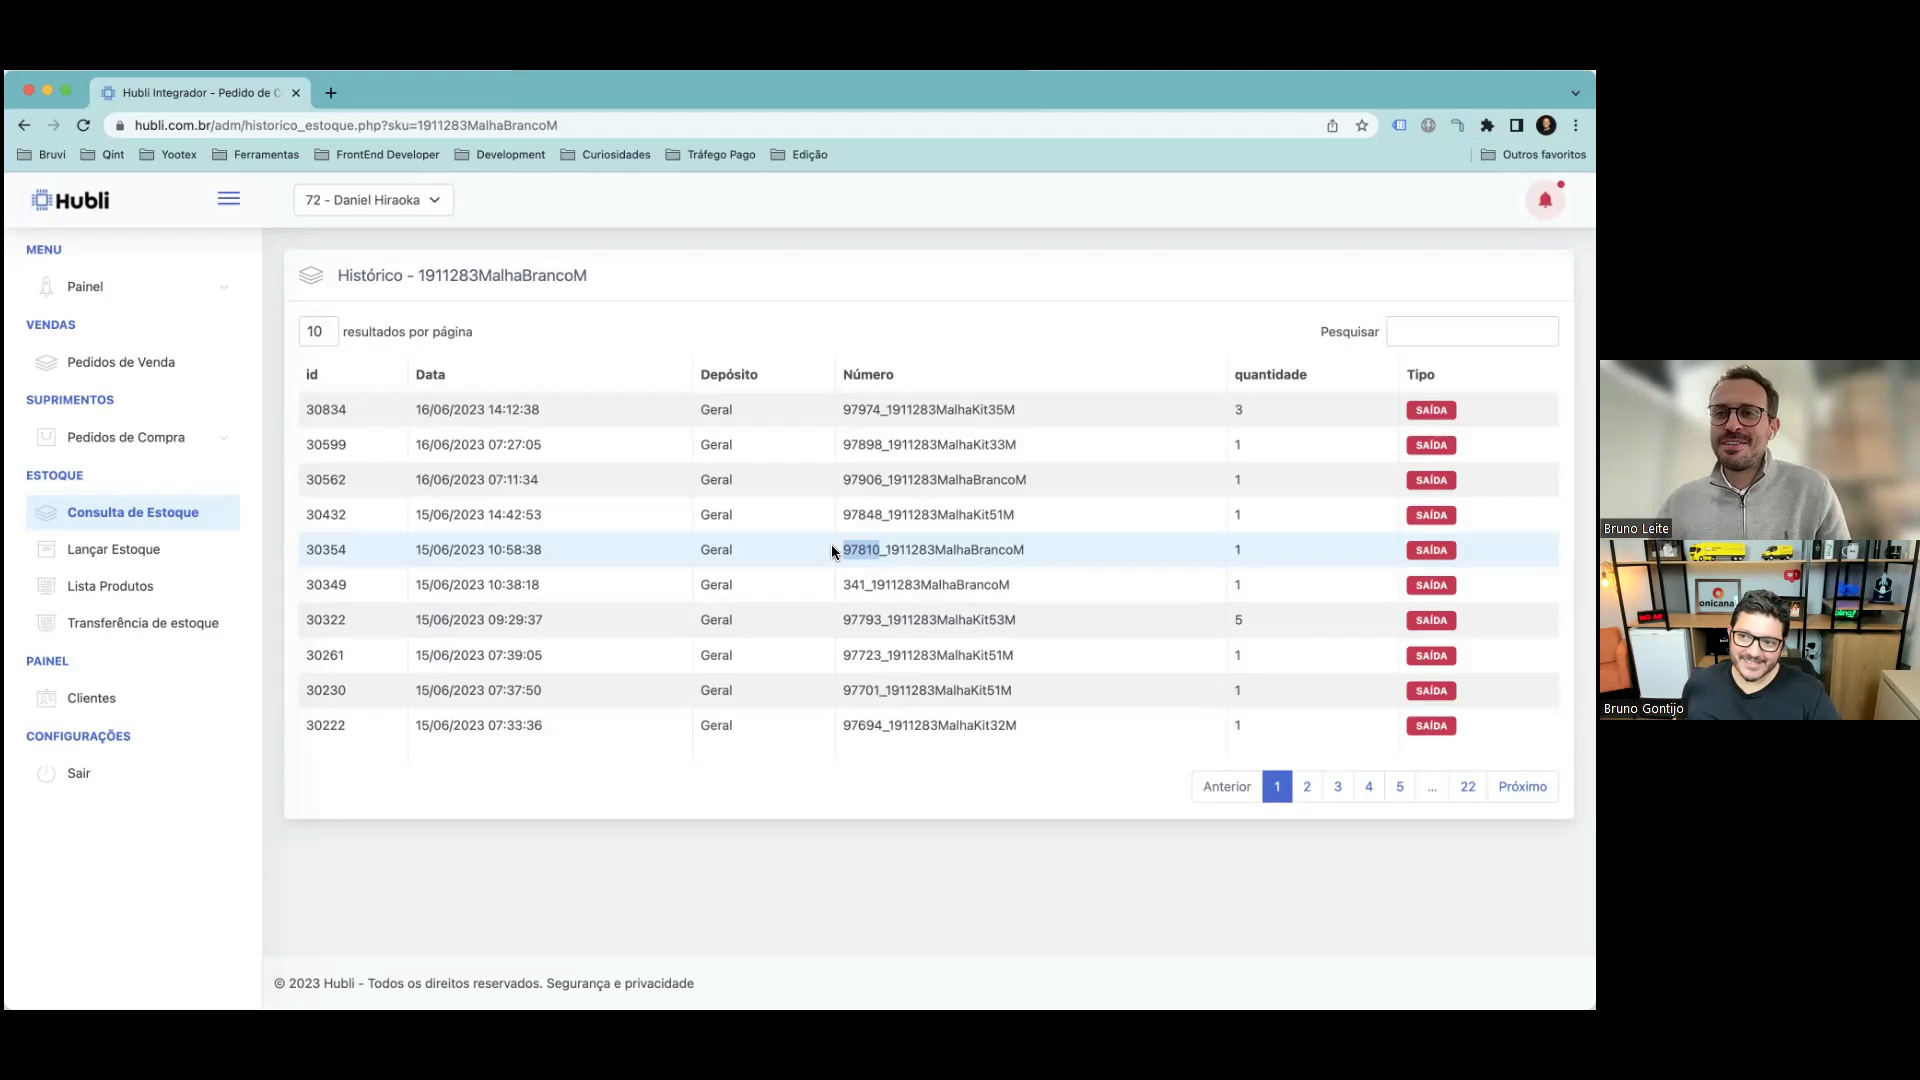 Hubli Integrador - Pedido de C
hubli.com.br/adm/historico_estoque.php?sku=1911283MalhaBrancoM
Bruvi Qint Yootex Ferramentas FrontEnd Developer Development Curiosidades Tráfego Pago Edição Outros favoritos
Hubli
72 - Daniel Hiraoka
MENU
Painel
VENDAS
Pedidos de Venda
SUPRIMENTOS
Pedidos de Compra
ESTOQUE
Consulta de Estoque
Lançar Estoque
Lista Produtos
Transferência de estoque
PAINEL
Clientes
CONFIGURAÇÕES
Sair
Histórico - 1911283MalhaBrancoM
10 resultados por página Pesquisar
id Data Depósito Número quantidade Tipo
30834 16/06/2023 14:12:38 Geral 97974_1911283MalhaKit35M 3 SAÍDA
30599 16/06/2023 07:27:05 Geral 97898_1911283MalhaKit33M 1 SAÍDA
30562 16/06/2023 07:11:34 Geral 97906_1911283MalhaBrancoM 1 SAÍDA
30432 15/06/2023 14:42:53 Geral 97848_1911283MalhaKit51M 1 SAÍDA
30354 15/06/2023 10:58:38 Geral 97810_1911283MalhaBrancoM 1 SAÍDA
30349 15/06/2023 10:38:18 Geral 341_1911283MalhaBrancoM 1 SAÍDA
30322 15/06/2023 09:29:37 Geral 97793_1911283MalhaKit53M 5 SAÍDA
30261 15/06/2023 07:39:05 Geral 97723_1911283MalhaKit51M 1 SAÍDA
30230 15/06/2023 07:37:50 Geral 97701_1911283MalhaKit51M 1 SAÍDA
30222 15/06/2023 07:33:36 Geral 97694_1911283MalhaKit32M 1 SAÍDA
Anterior 1 2 3 4 5 ... 22 Próximo
© 2023 Hubli - Todos os direitos reservados. Segurança e privacidade
Bruno Leite
onicana
bling!
Bruno Gontijo